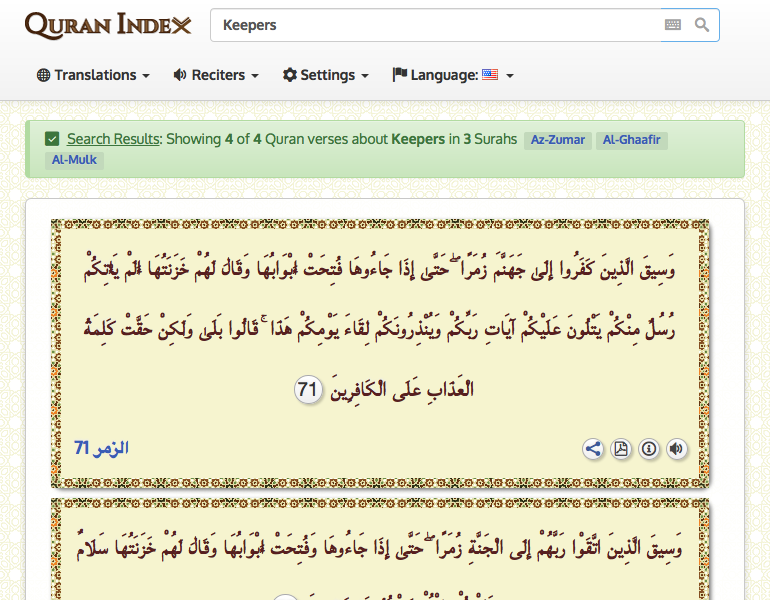 QURAN INDEX
Keepers
Translations Reciters Settings Language:
Search Results: Showing 4 of 4 Quran verses about Keepers in 3 Surahs Az-Zumar Al-Ghaafir
Al-Mulk
وَسِيقَ الَّذِينَ كَفَرُوا إِلَىٰ جَهَنَّمَ زُمَرًا ۖ حَتَّىٰ إِذَا جَاءُوهَا فُتِحَتْ أَبْوَابُهَا وَقَالَ لَهُمْ خَزَنَتُهَا أَلَمْ يَأْتِكُمْ
رُسُلٌ مِنْكُمْ يَتْلُونَ عَلَيْكُمْ آيَاتِ رَبِّكُمْ وَيُنْذِرُونَكُمْ لِقَاءَ يَوْمِكُمْ هَٰذَا ۚ قَالُوا بَلَىٰ وَلَٰكِنْ حَقَّتْ كَلِمَةُ
الْعَذَابِ عَلَى الْكَافِرِينَ 71
الزمر 71
وَسِيقَ الَّذِينَ اتَّقَوْا رَبَّهُمْ إِلَى الْجَنَّةِ زُمَرًا ۖ حَتَّىٰ إِذَا جَاءُوهَا وَفُتِحَتْ أَبْوَابُهَا وَقَالَ لَهُمْ خَزَنَتُهَا سَلَامٌ